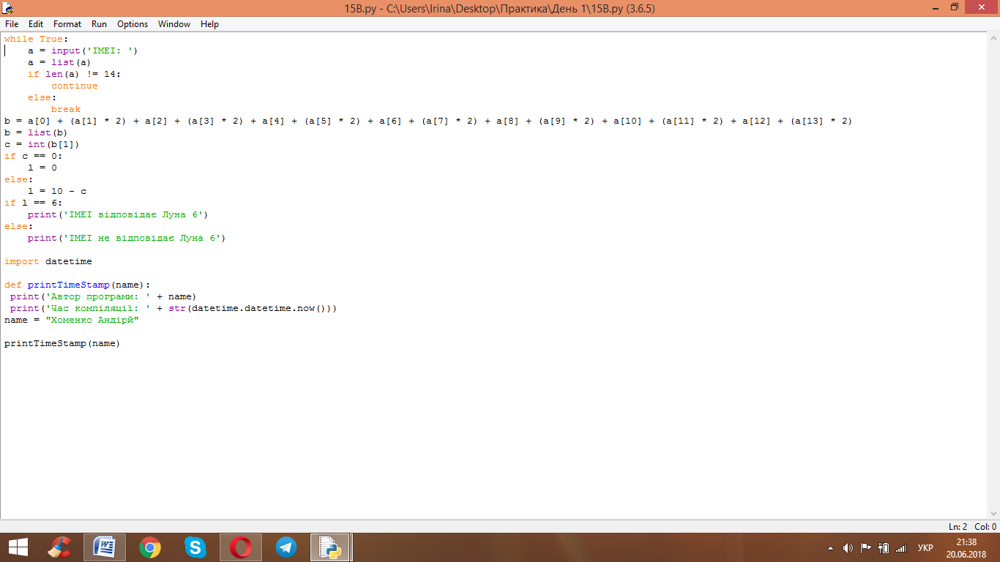 15B.py - C:\Users\Irina\Desktop\Практика\День 1\15B.py (3.6.5)
File Edit Format Run Options Window Help
while True:
    a = input('IMEI: ')
    a = list(a)
    if len(a) != 14:
        continue
    else:
        break
b = a[0] + (a[1] * 2) + a[2] + (a[3] * 2) + a[4] + (a[5] * 2) + a[6] + (a[7] * 2) + a[8] + (a[9] * 2) + a[10] + (a[11] * 2) + a[12] + (a[13] * 2)
b = list(b)
c = int(b[1])
if c == 0:
    l = 0
else:
    l = 10 - c
if l == 6:
    print('IMEI відповідає Луна 6')
else:
    print('IMEI не відповідає Луна 6')
import datetime
def printTimeStamp(name):
 print('Автор програми: ' + name)
 print('Час компіляції: ' + str(datetime.datetime.now()))
name = "Хоменко Андірй"
printTimeStamp(name)
Ln: 2 Col: 0
УКР
21:38
20.06.2018